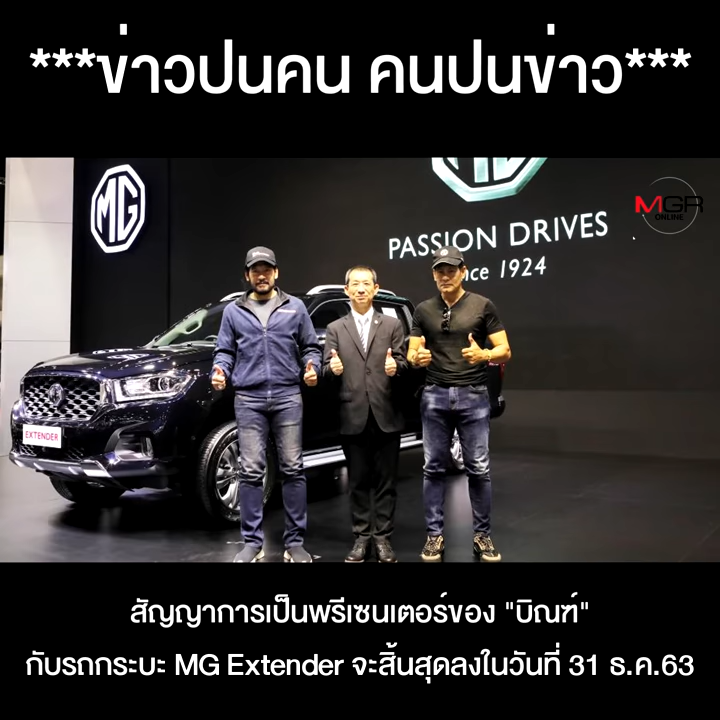 ***ข่าวปนคน คนปนข่าว***
MG
MG
MGR
ONLINE
PASSION DRIVES
Since 1924
EXTENDER
สัญญาการเป็นพรีเซนเตอร์ของ "บิณฑ์"
กับรถกระบะ MG Extender จะสิ้นสุดลงในวันที่ 31 ธ.ค.63